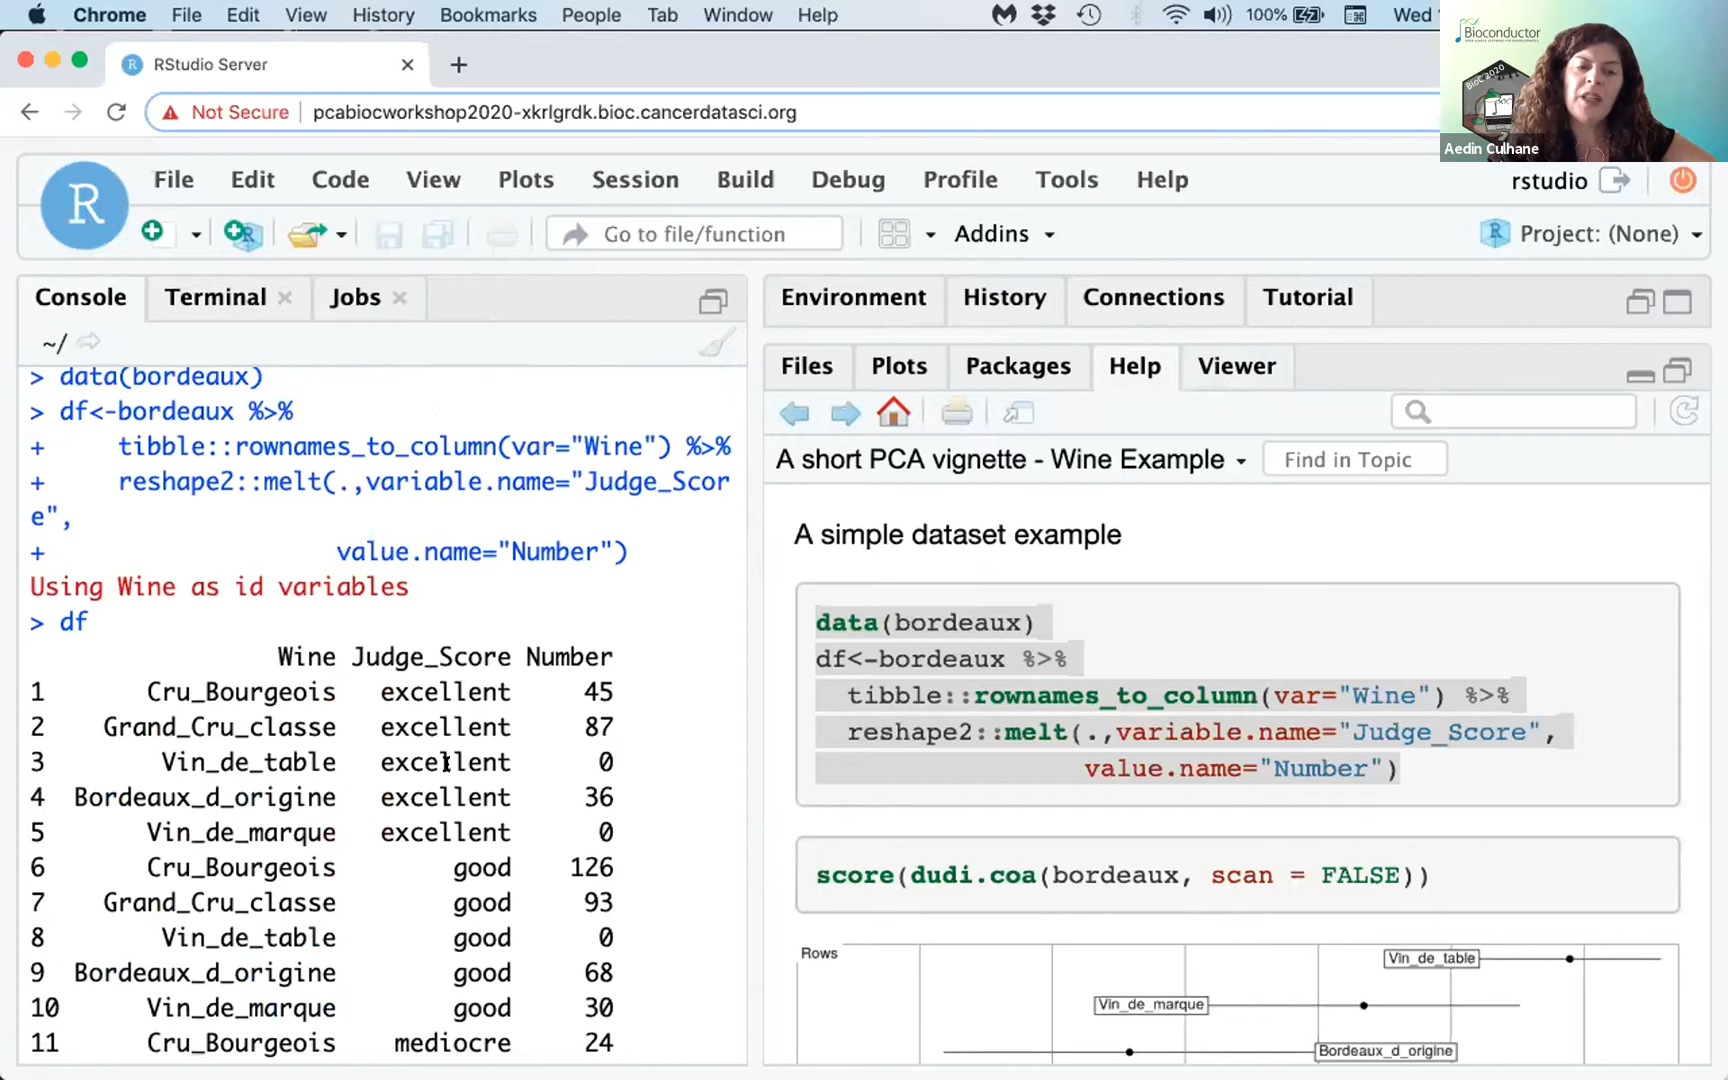 Chrome File Edit View History Bookmarks People Tab Window Help 100% Wed
Bioconductor
BioC 2020
Aedin Culhane
RStudio Server
Not Secure pcabiocworkshop2020-xkrlgrdk.bioc.cancerdatasci.org
R File Edit Code View Plots Session Build Debug Profile Tools Help rstudio
Go to file/function Addins Project: (None)
Console Terminal Jobs
~/
> data(bordeaux)
> df<-bordeaux %>%
+ tibble::rownames_to_column(var="Wine") %>%
+ reshape2::melt(.,variable.name="Judge_Scor
e",
+ value.name="Number")
Using Wine as id variables
> df
Wine Judge_Score Number
1 Cru_Bourgeois excellent 45
2 Grand_Cru_classe excellent 87
3 Vin_de_table excellent 0
4 Bordeaux_d_origine excellent 36
5 Vin_de_marque excellent 0
6 Cru_Bourgeois good 126
7 Grand_Cru_classe good 93
8 Vin_de_table good 0
9 Bordeaux_d_origine good 68
10 Vin_de_marque good 30
11 Cru_Bourgeois mediocre 24
Environment History Connections Tutorial
Files Plots Packages Help Viewer
A short PCA vignette - Wine Example Find in Topic
A simple dataset example
data(bordeaux)
df<-bordeaux %>%
tibble::rownames_to_column(var="Wine") %>%
reshape2::melt(.,variable.name="Judge_Score",
value.name="Number")
score(dudi.coa(bordeaux, scan = FALSE))
Rows
Vin_de_table
Vin_de_marque
Bordeaux_d_origine